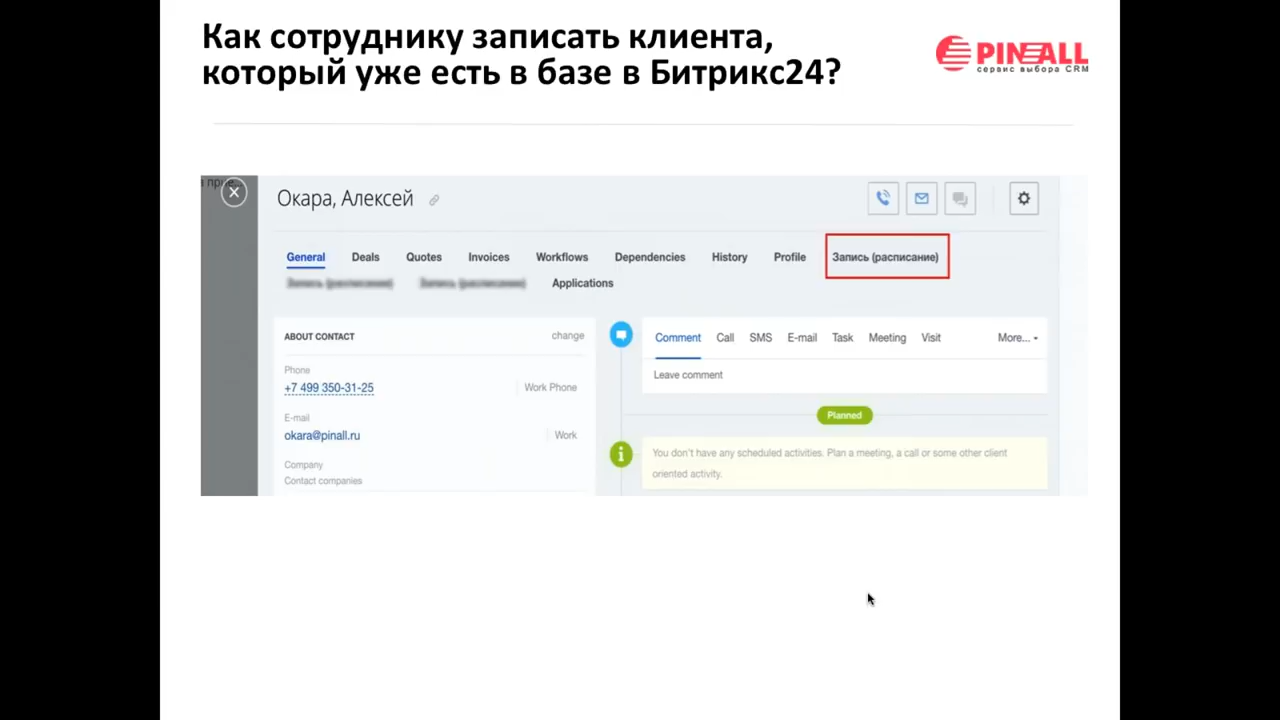 Как сотруднику записать клиента,
который уже есть в базе в Битрикс24?
PINALL
сервис выбора CRM
Окара, Алексей
General Deals Quotes Invoices Workflows Dependencies History Profile Запись (расписание)
Applications
ABOUT CONTACT change
Phone
+7 499 350-31-25 Work Phone
E-mail
okara@pinall.ru Work
Company
Contact companies
Comment Call SMS E-mail Task Meeting Visit More...
Leave comment
Planned
You don't have any scheduled activities. Plan a meeting, a call or some other client
oriented activity.